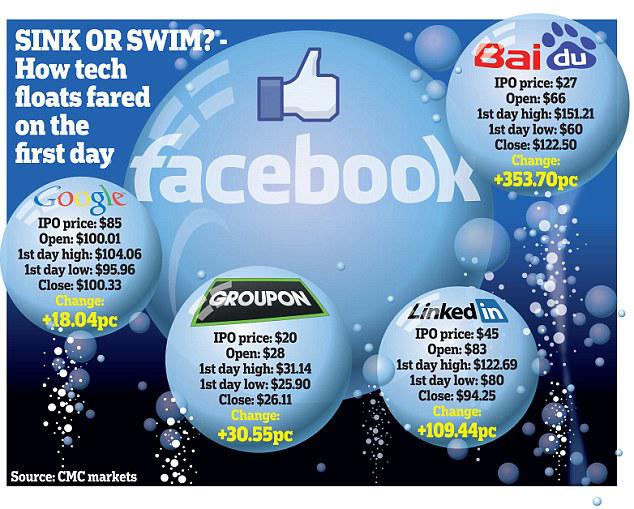 SINK OR SWIM? -
How tech
floats fared
on the
first day
facebook
Bai du
IPO price: $27
Open: $66
1st day high: $151.21
1st day low: $60
Close: $122.50
Change:
+353.70pc
Google
IPO price: $85
Open: $100.01
1st day high: $104.06
1st day low: $95.96
Close: $100.33
Change:
+18.04pc
GROUPON
IPO price: $20
Open: $28
1st day high: $31.14
1st day low: $25.90
Close: $26.11
Change:
+30.55pc
Linked in
IPO price: $45
Open: $83
1st day high: $122.69
1st day low: $80
Close: $94.25
Change:
+109.44pc
Source: CMC markets